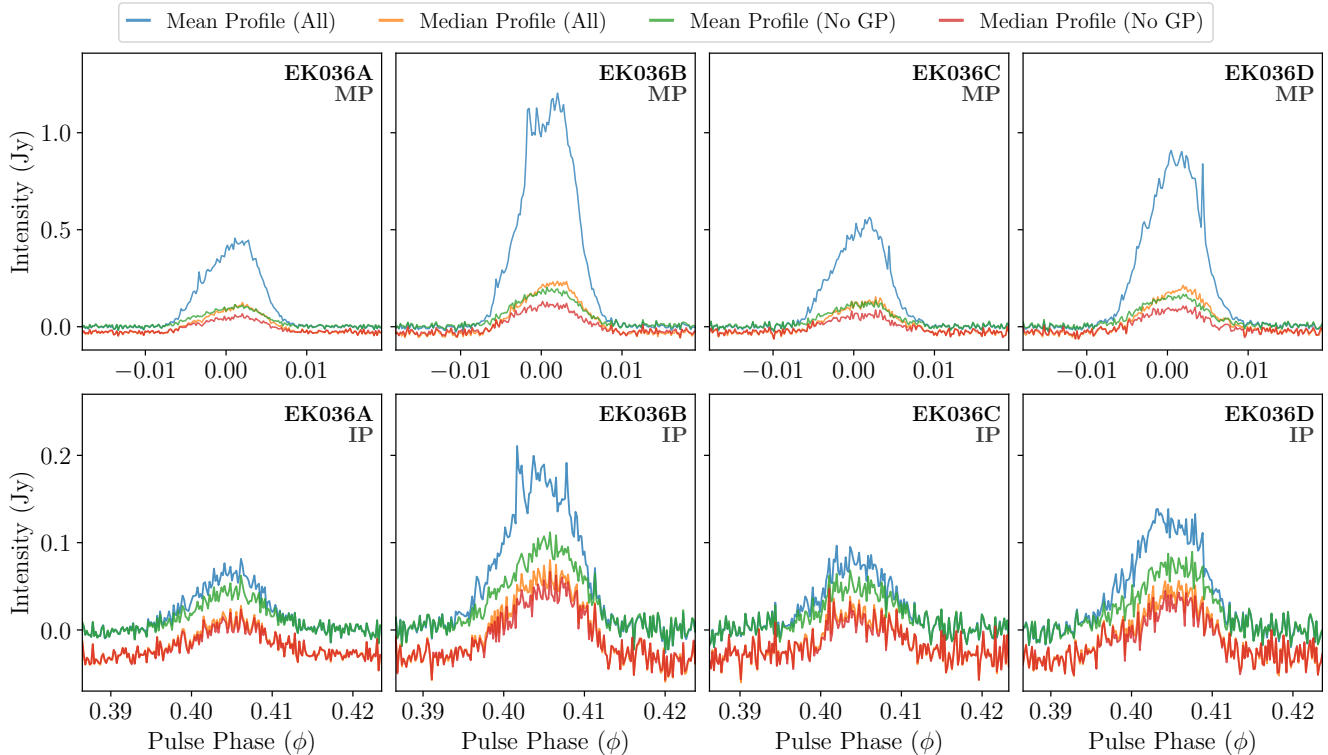 Mean Profile (All) Median Profile (All) Mean Profile (No GP) Median Profile (No GP)
EK036A EK036B EK036C EK036D
MP MP MP MP
Intensity (Jy)
1.0
0.5
0.0
−0.01 0.00 0.01 −0.01 0.00 0.01 −0.01 0.00 0.01 −0.01 0.00 0.01
EK036A EK036B EK036C EK036D
IP IP IP IP
Intensity (Jy)
0.2
0.1
0.0
0.39 0.40 0.41 0.42 0.39 0.40 0.41 0.42 0.39 0.40 0.41 0.42 0.39 0.40 0.41 0.42
Pulse Phase (ϕ) Pulse Phase (ϕ) Pulse Phase (ϕ) Pulse Phase (ϕ)